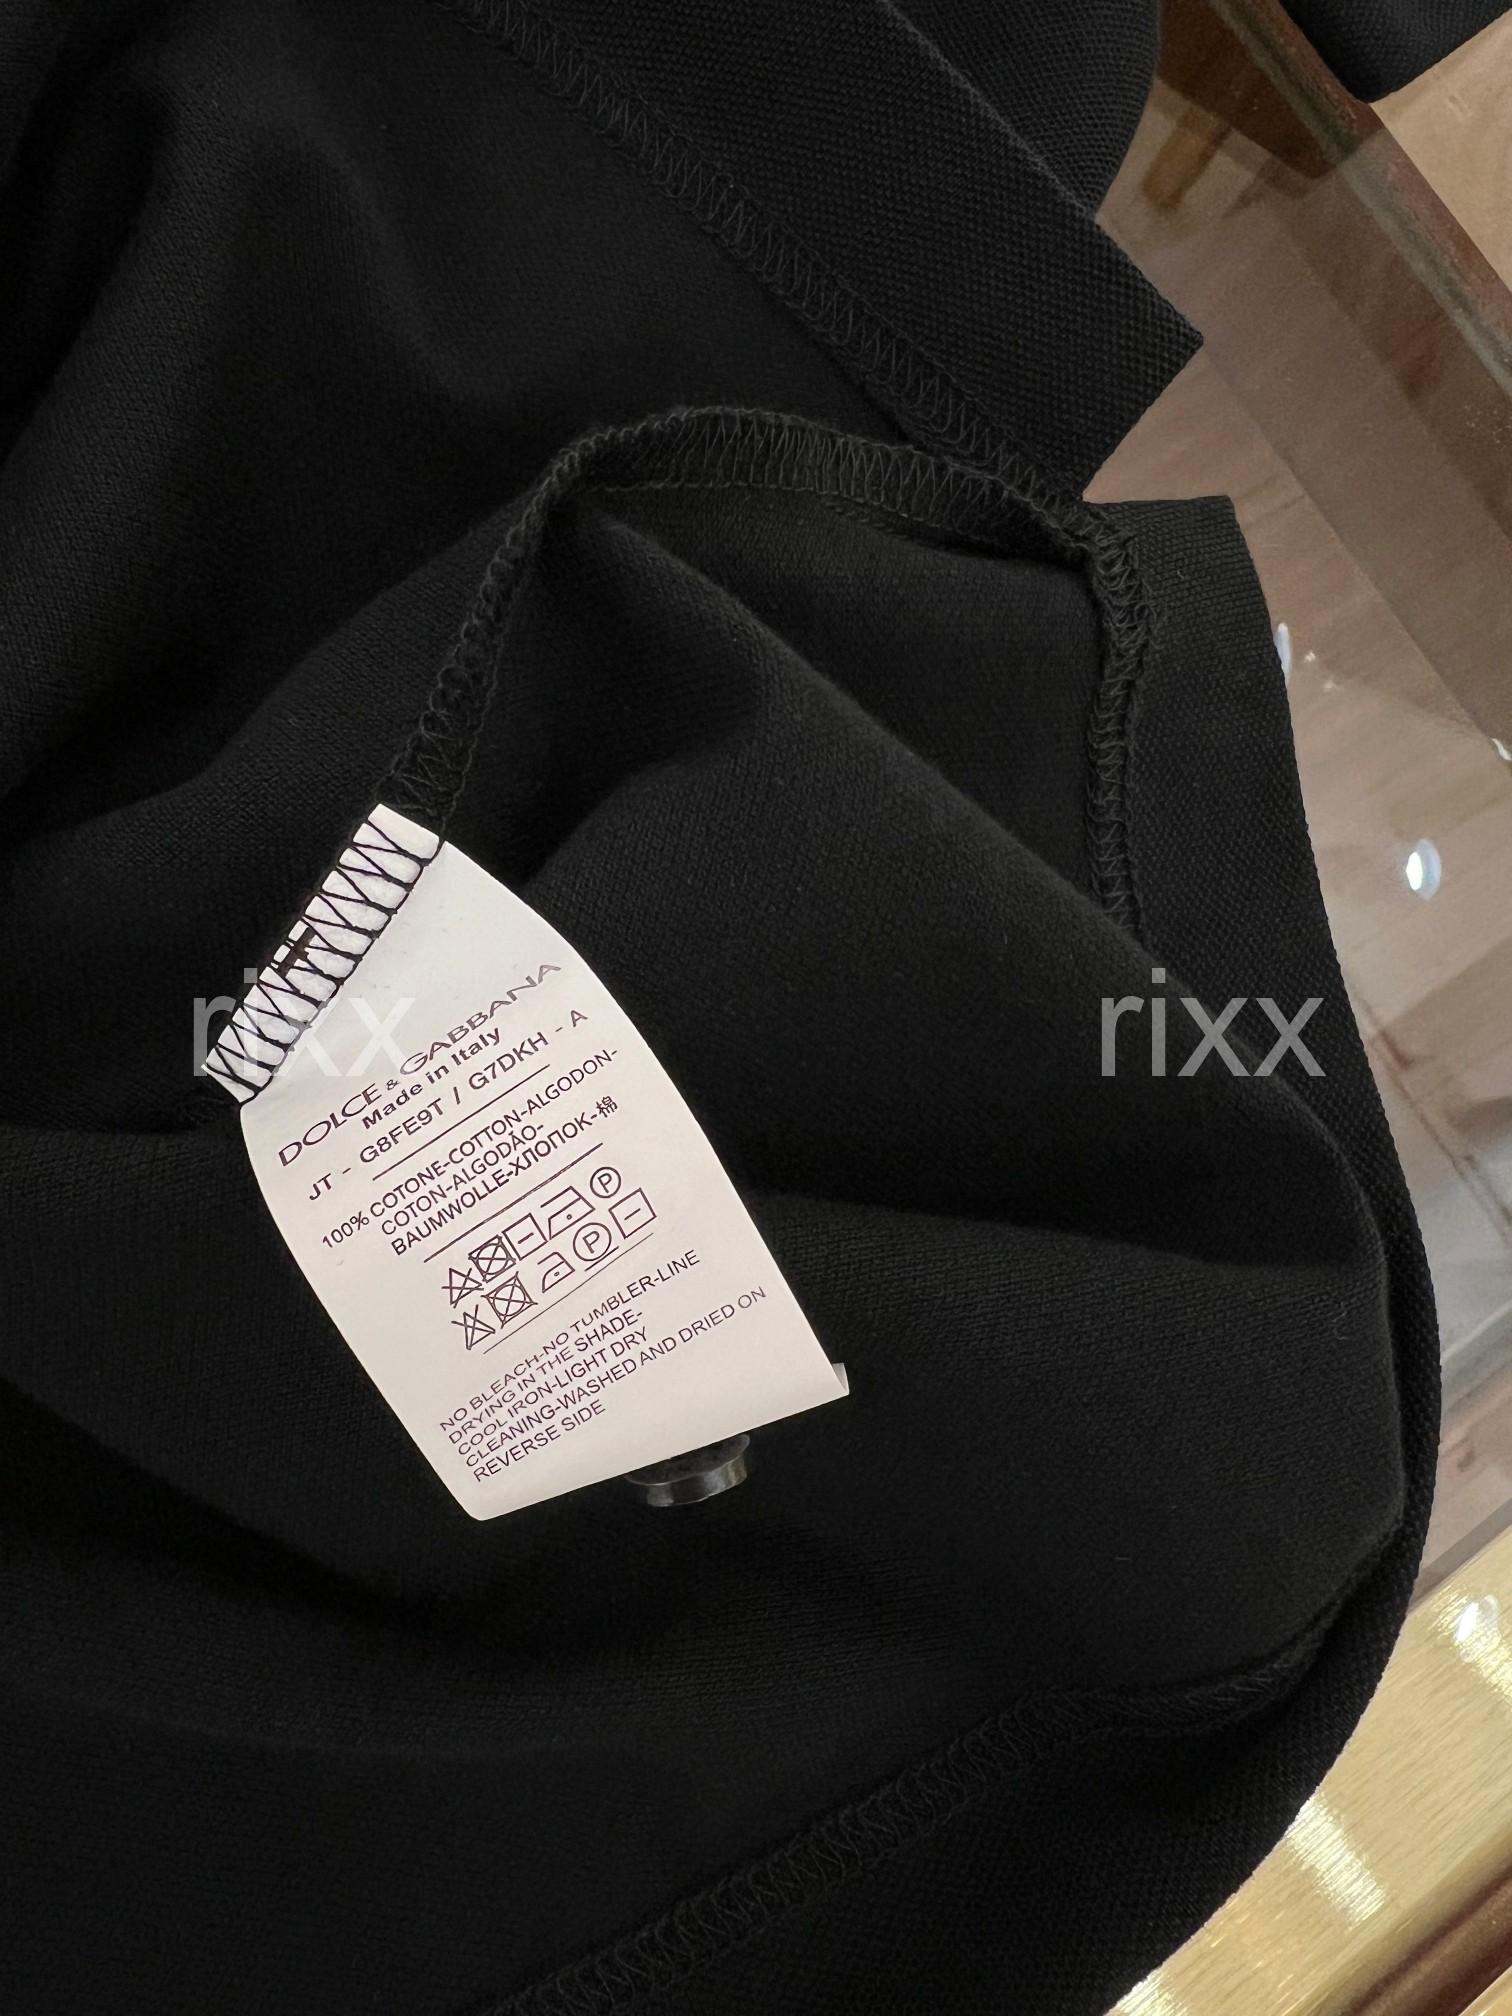 rixx
rixx
DOLCE & GABBANA
Made in Italy
JT - G8FE9T / G7DKH - A
100% COTONE-COTTON-ALGODON-
COTON-ALGODÃO-
BAUMWOLLE-ХЛОПОК-棉
P
P
NO BLEACH-NO TUMBLER-LINE
DRYING IN THE SHADE-
COOL IRON-LIGHT DRY
CLEANING-WASHED AND DRIED ON
REVERSE SIDE